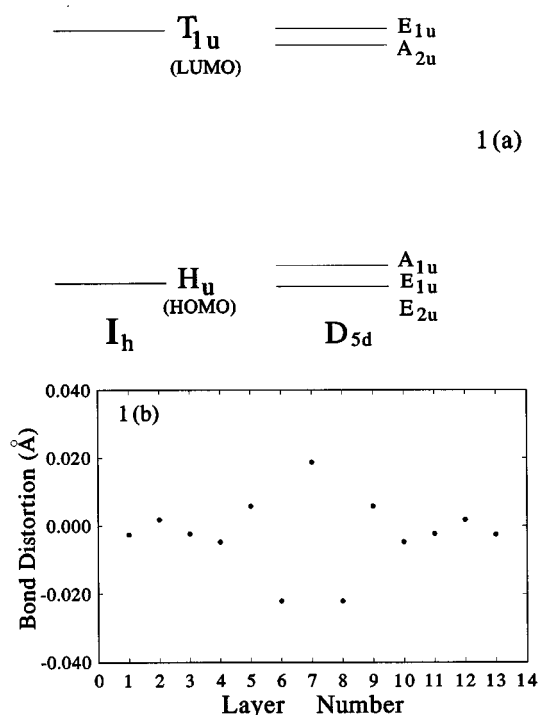 T1u
(LUMO)
E1u
A2u
1(a)
Hu
(HOMO)
A1u
E1u
E2u
Ih
D5d
1(b)
Bond Distortion (Å)
0.040
0.020
0.000
-0.020
-0.040
0 1 2 3 4 5 6 7 8 9 10 11 12 13 14
Layer Number